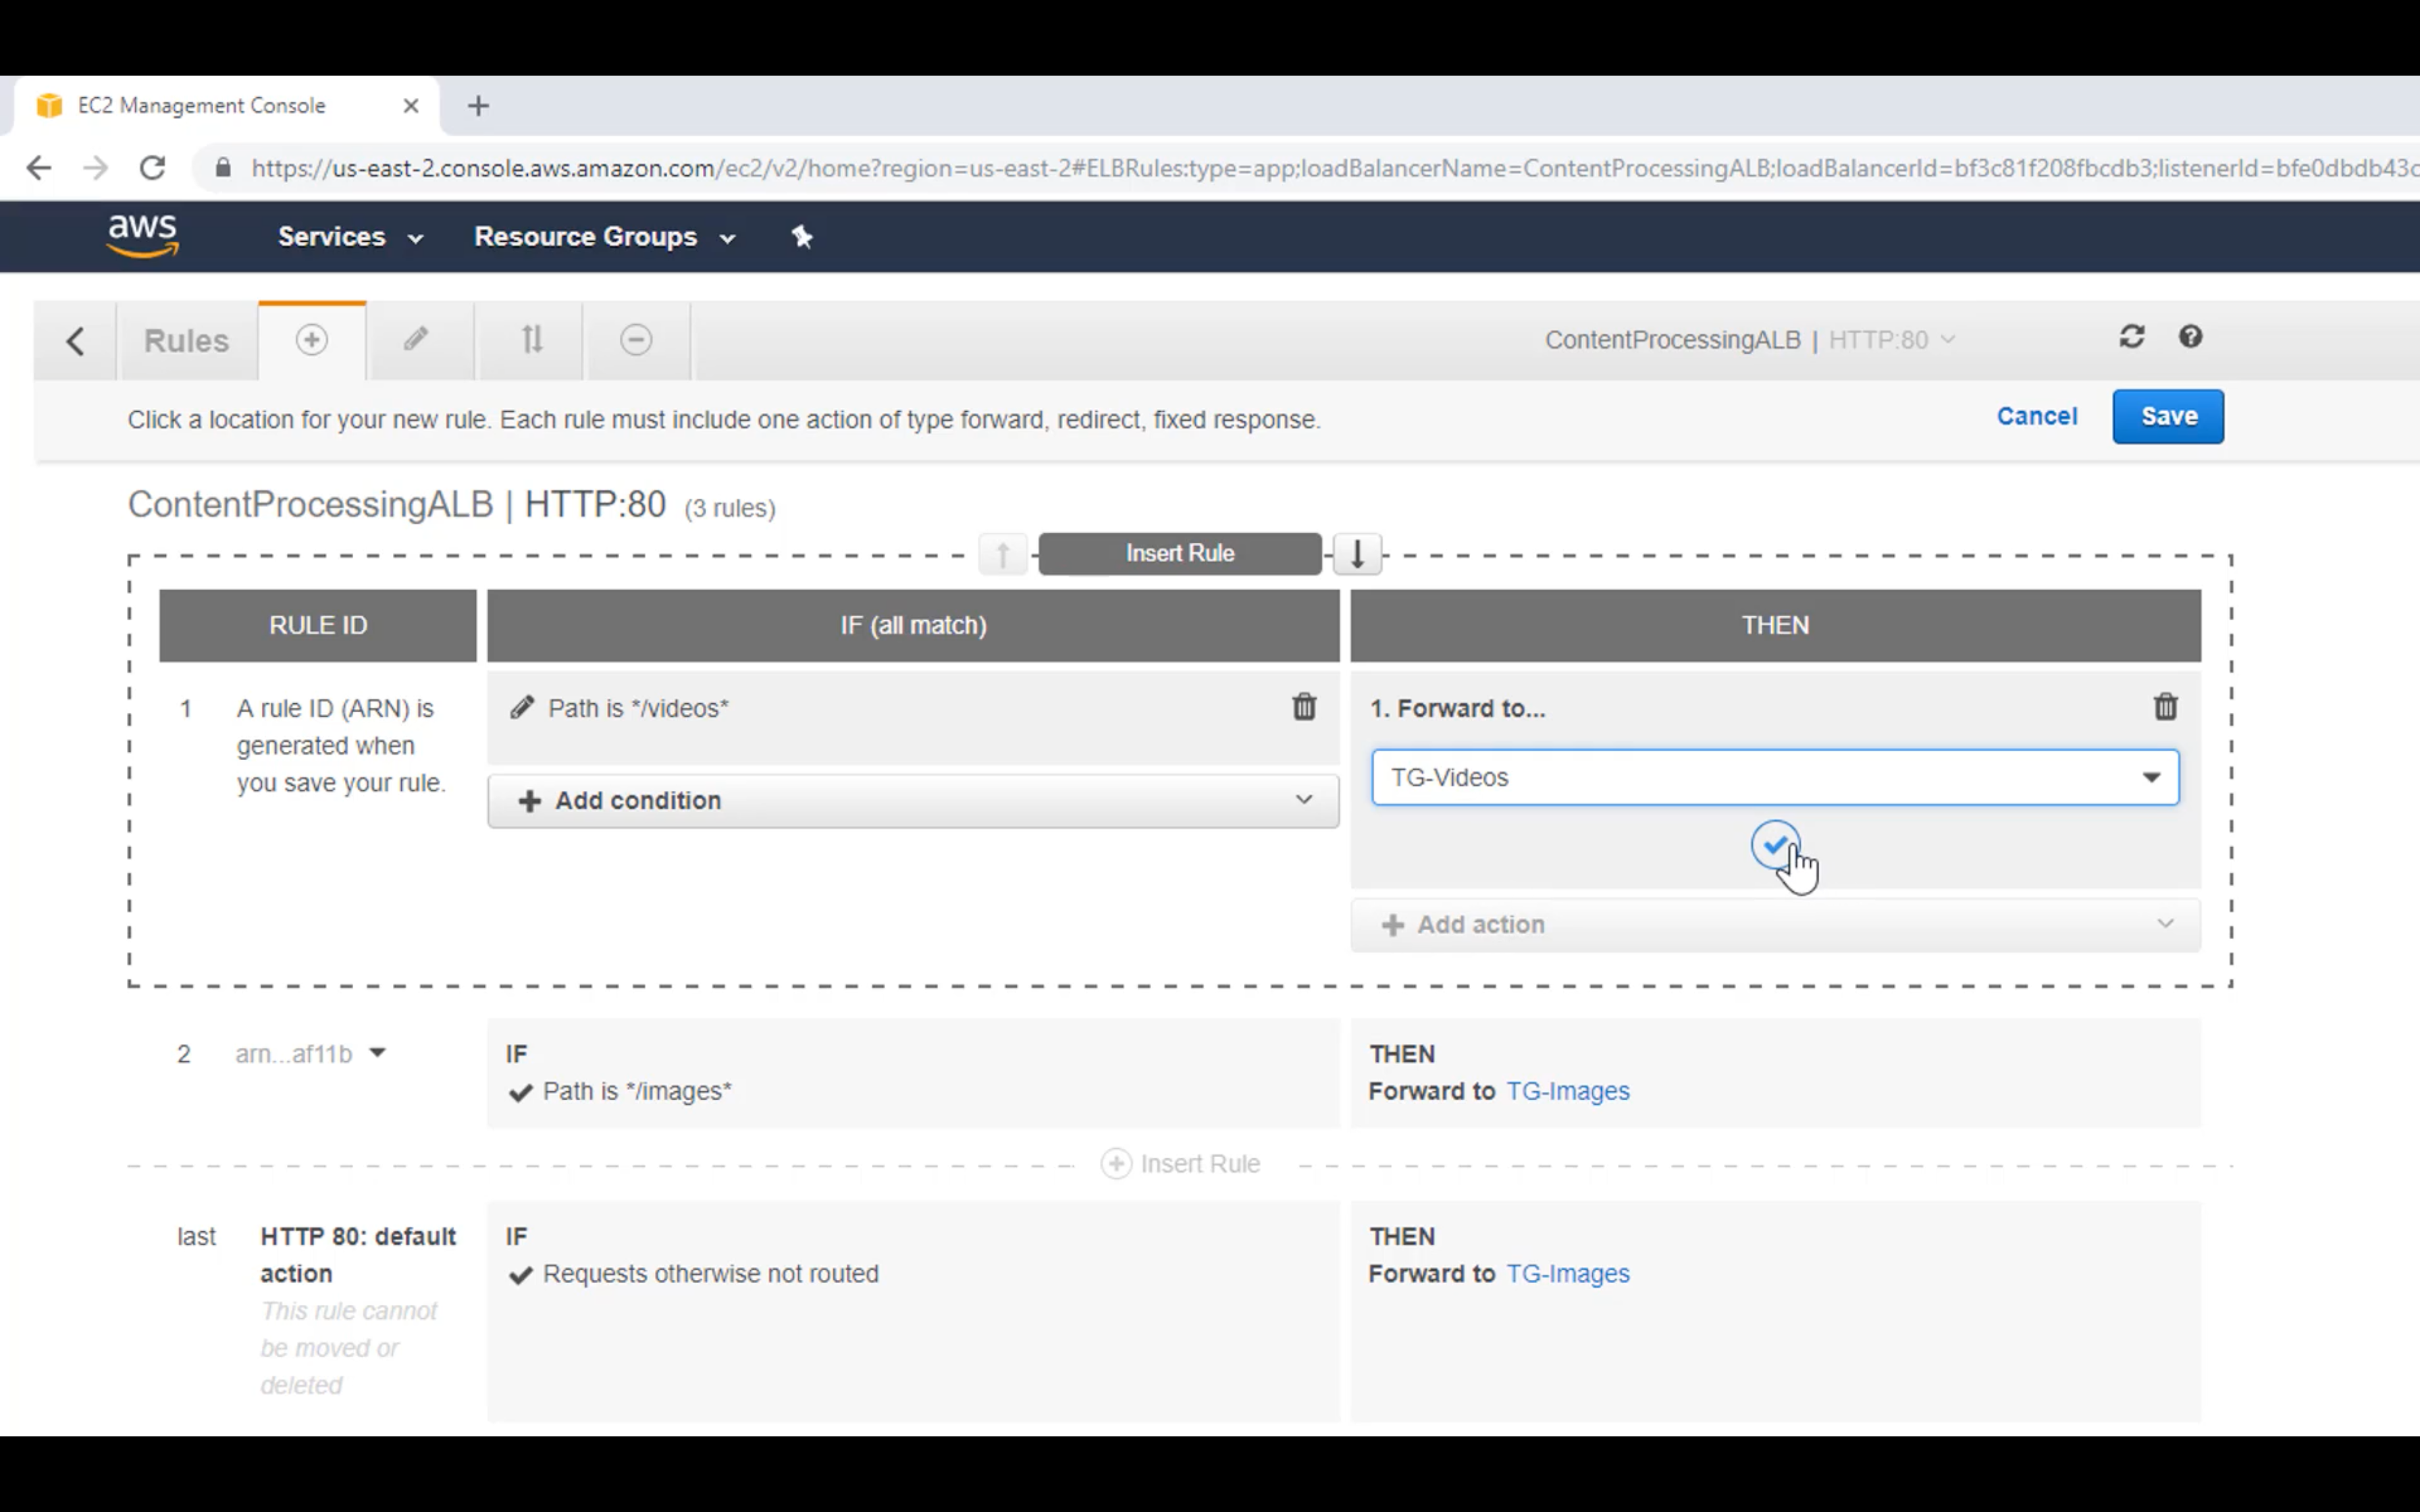 EC2 Management Console
https://us-east-2.console.aws.amazon.com/ec2/v2/home?region=us-east-2#ELBRules:type=app;loadBalancerName=ContentProcessingALB;loadBalancerId=bf3c81f208fbcdb3;listenerId=bfe0dbdb43c
aws Services Resource Groups
Rules ContentProcessingALB | HTTP:80
Click a location for your new rule. Each rule must include one action of type forward, redirect, fixed response. Cancel Save
ContentProcessingALB | HTTP:80 (3 rules)
Insert Rule
RULE ID IF (all match) THEN
1 A rule ID (ARN) is generated when you save your rule.
Path is */videos*
Add condition
1. Forward to...
TG-Videos
Add action
2 arn...af11b
IF
Path is */images*
THEN
Forward to TG-Images
Insert Rule
last HTTP 80: default action
This rule cannot be moved or deleted
IF
Requests otherwise not routed
THEN
Forward to TG-Images